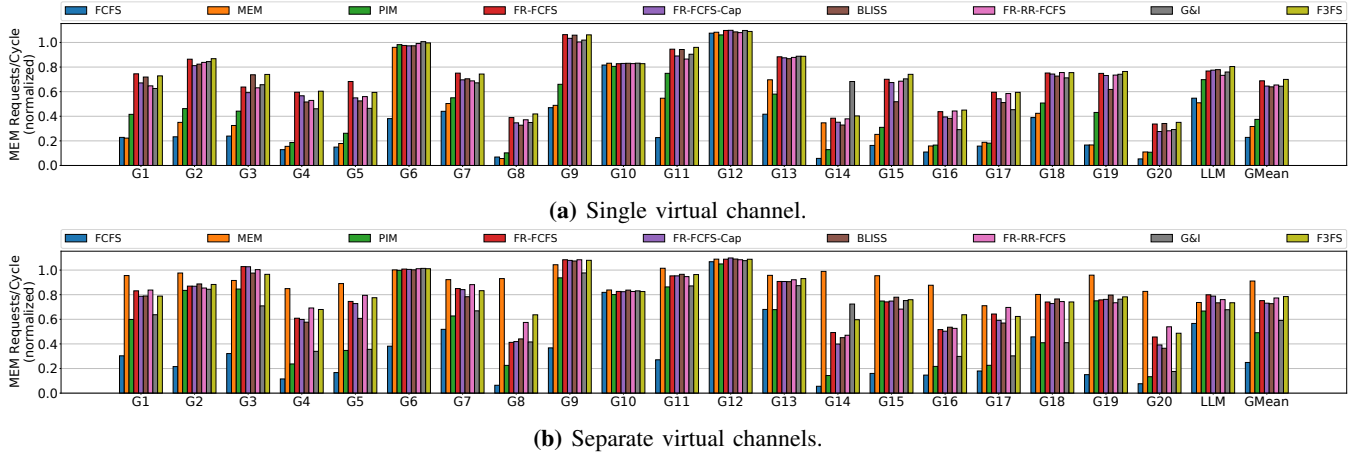 FCFS MEM PIM FR-FCFS FR-FCFS-Cap BLISS FR-RR-FCFS G&I F3FS
MEM Requests/Cycle
(normalized)
1.0
0.8
0.6
0.4
0.2
0.0
G1 G2 G3 G4 G5 G6 G7 G8 G9 G10 G11 G12 G13 G14 G15 G16 G17 G18 G19 G20 LLM GMean
(a) Single virtual channel.
FCFS MEM PIM FR-FCFS FR-FCFS-Cap BLISS FR-RR-FCFS G&I F3FS
MEM Requests/Cycle
(normalized)
1.0
0.8
0.6
0.4
0.2
0.0
G1 G2 G3 G4 G5 G6 G7 G8 G9 G10 G11 G12 G13 G14 G15 G16 G17 G18 G19 G20 LLM GMean
(b) Separate virtual channels.